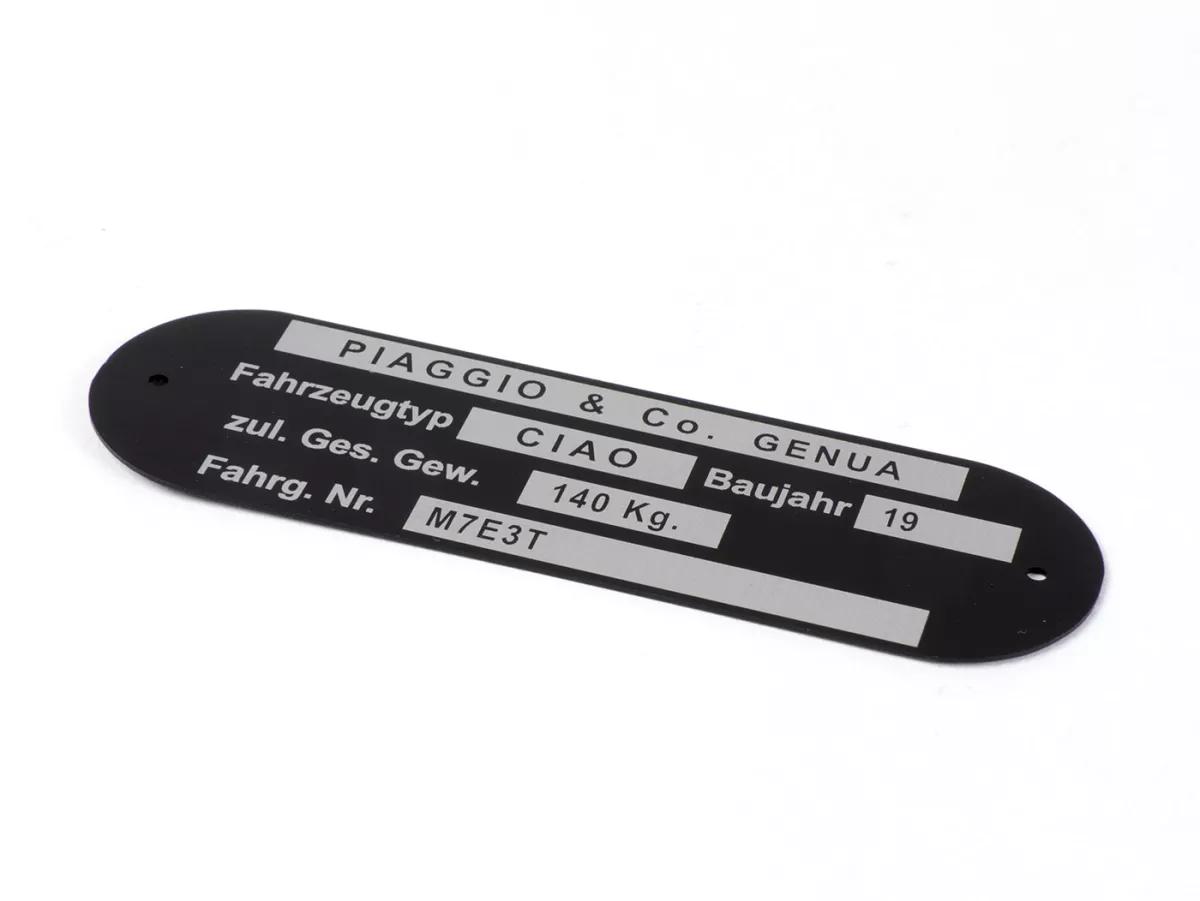 PIAGGIO & Co. GENUA
Fahrzeugtyp CIAO Baujahr 19
zul. Ges. Gew. 140 Kg.
Fahrg. Nr. M7E3T